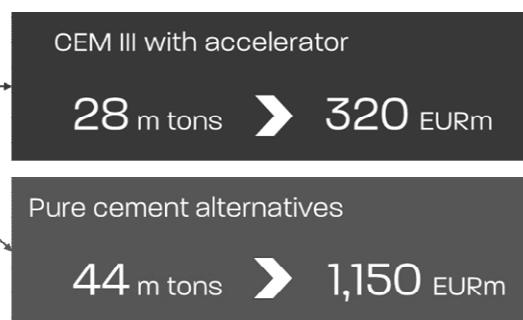 CEM III with accelerator
28 m tons 320 EURm
Pure cement alternatives
44 m tons 1,150 EURm